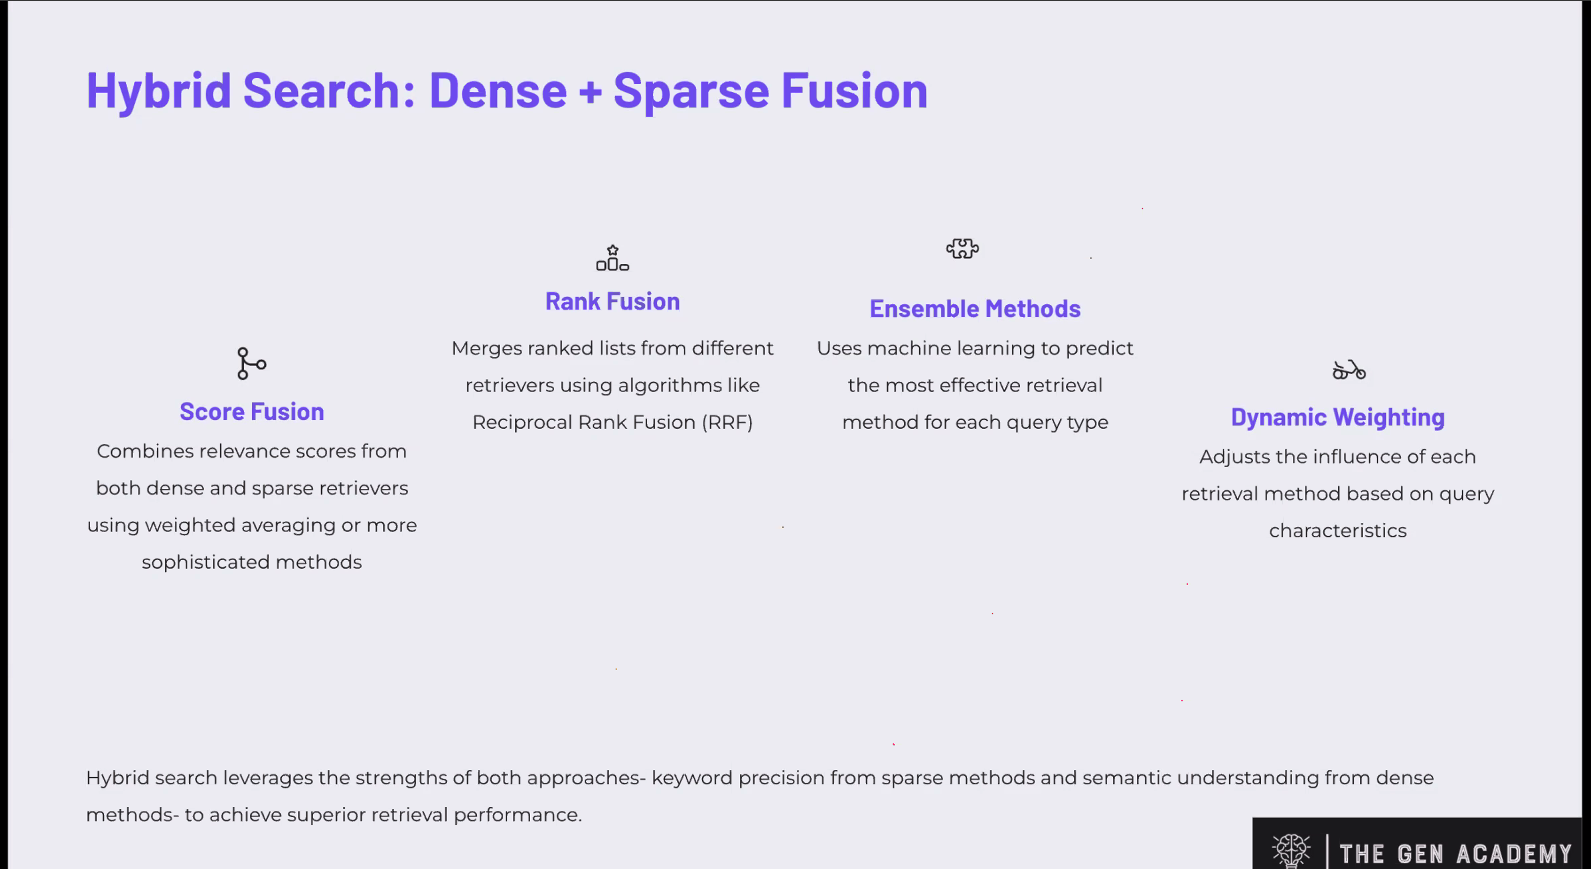 Hybrid Search: Dense + Sparse Fusion
Score Fusion
Combines relevance scores from
both dense and sparse retrievers
using weighted averaging or more
sophisticated methods
Rank Fusion
Merges ranked lists from different
retrievers using algorithms like
Reciprocal Rank Fusion (RRF)
Ensemble Methods
Uses machine learning to predict
the most effective retrieval
method for each query type
Dynamic Weighting
Adjusts the influence of each
retrieval method based on query
characteristics
Hybrid search leverages the strengths of both approaches- keyword precision from sparse methods and semantic understanding from dense
methods- to achieve superior retrieval performance.
THE GEN ACADEMY